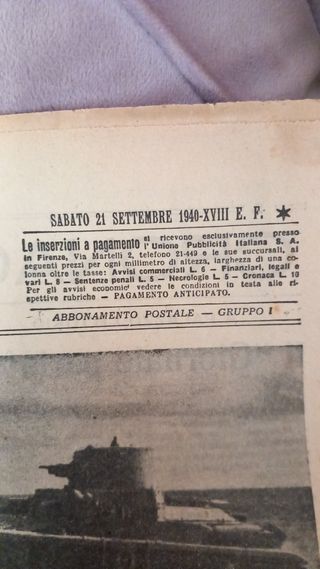 SABATO 21 SETTEMBRE 1940-XVIII E. F. ✶
Le inserzioni a pagamento si ricevono esclusivamente presso l'Unione Pubblicità Italiana S. A.
in Firenze, Via Martelli 2, telefono 21-449 e le sue succursali, ai
seguenti prezzi per ogni millimetro di altezza, larghezza di una co-
lonna oltre le tasse: Avvisi commerciali L. 6 — Finanziari, legali e
vari L. 8 — Sentenze penali L. 5 — Necrologie L. 5 — Cronaca L. 10
Per gli avvisi economici vedere le condizioni in testa alle ri-
spettive rubriche — PAGAMENTO ANTICIPATO.
ABBONAMENTO POSTALE — GRUPPO I